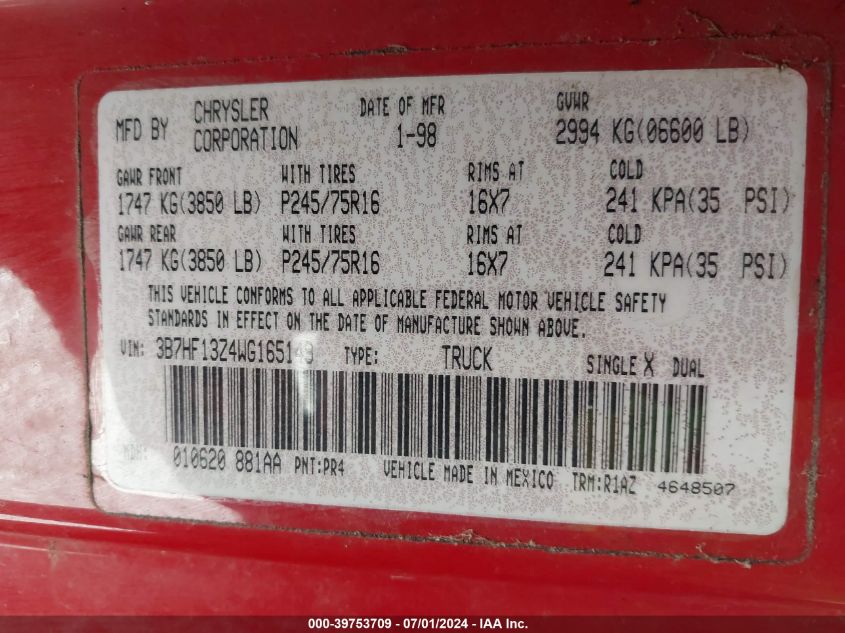 MFD BY CHRYSLER CORPORATION DATE OF MFR 1-98 GVWR 2994 KG(06600 LB)
GAWR FRONT WITH TIRES RIMS AT COLD
1747 KG(3850 LB) P245/75R16 16X7 241 KPA(35 PSI)
GAWR REAR WITH TIRES RIMS AT COLD
1747 KG(3850 LB) P245/75R16 16X7 241 KPA(35 PSI)
THIS VEHICLE CONFORMS TO ALL APPLICABLE FEDERAL MOTOR VEHICLE SAFETY
STANDARDS IN EFFECT ON THE DATE OF MANUFACTURE SHOWN ABOVE.
VIN: 3B7HF13Z4WG165149 TYPE: TRUCK SINGLE X DUAL
MDH: 010620 881AA PNT:PR4 VEHICLE MADE IN MEXICO TRM:R1AZ 4648507
000-39753709 - 07/01/2024 - IAA Inc.